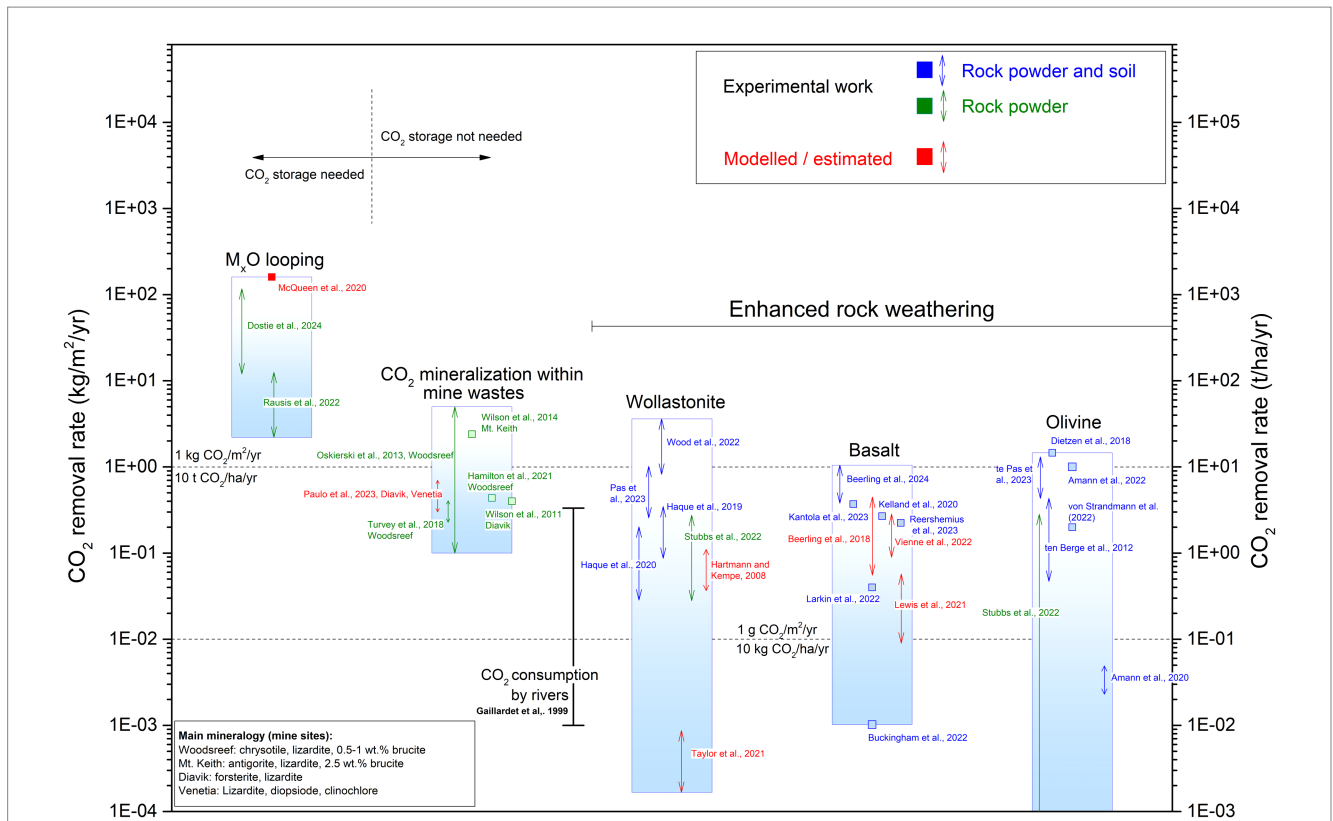 Experimental work
Rock powder and soil
Rock powder
Modelled / estimated
CO2 storage not needed
CO2 storage needed
CO2 removal rate (kg/m2/yr)
1E+04
1E+03
1E+02
1E+01
1E+00
1E-01
1E-02
1E-03
1E-04
CO2 removal rate (t/ha/yr)
1E+05
1E+04
1E+03
1E+02
1E+01
1E+00
1E-01
1E-02
1E-03
MxO looping
McQueen et al., 2020
Dostie et al., 2024
Rausis et al., 2022
1 kg CO2/m2/yr
10 t CO2/ha/yr
CO2 mineralization within
mine wastes
Wilson et al., 2014
Mt. Keith
Oskierski et al., 2013, Woodsreef
Hamilton et al., 2021
Woodsreef
Paulo et al., 2023, Diavik, Venetia
Wilson et al., 2011
Diavik
Turvey et al., 2018
Woodsreef
Enhanced rock weathering
Wollastonite
Wood et al., 2022
Pas et
al., 2023
Haque et al., 2019
Stubbs et al., 2022
Haque et al., 2020
Hartmann and
Kempe, 2008
Taylor et al., 2021
CO2 consumption
by rivers
Gaillardet et al,. 1999
1 g CO2/m2/yr
10 kg CO2/ha/yr
Basalt
Beerling et al., 2024
Kelland et al., 2020
Kantola et al., 2023
Reershemius
et al., 2023
Beerling et al., 2018
Vienne et al., 2022
Larkin et al., 2022
Lewis et al., 2021
Buckingham et al., 2022
Olivine
Dietzen et al., 2018
te Pas et
al., 2023
Amann et al., 2022
von Strandmann et al.
(2022)
ten Berge et al., 2012
Stubbs et al., 2022
Amann et al., 2020
Main mineralogy (mine sites):
Woodsreef: chrysotile, lizardite, 0.5-1 wt.% brucite
Mt. Keith: antigorite, lizardite, 2.5 wt.% brucite
Diavik: forsterite, lizardite
Venetia: Lizardite, diopsiode, clinochlore